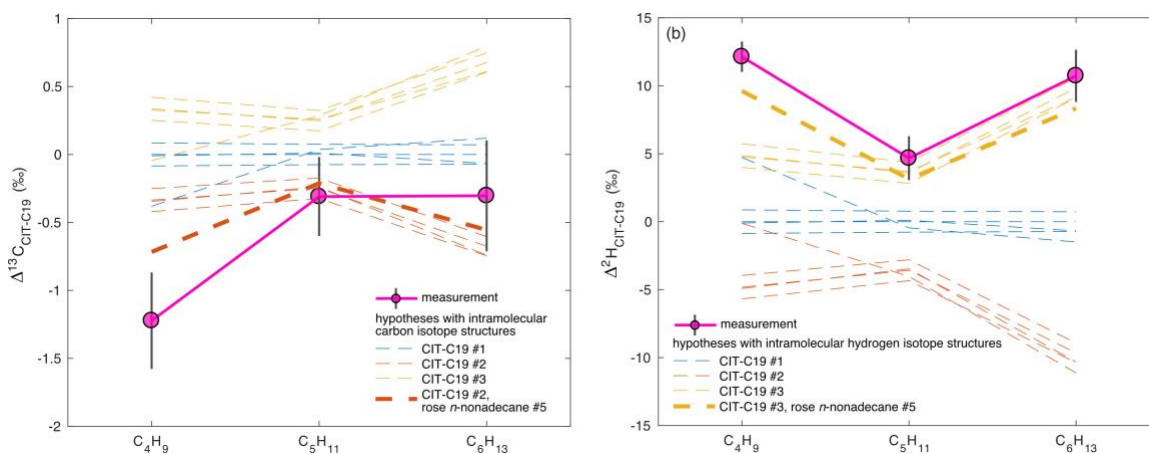 1
0.5
0
-0.5
-1
-1.5
-2
Δ¹³C_CIT-C19 (‰)
C₄H₉
C₅H₁₁
C₆H₁₃
measurement
hypotheses with intramolecular
carbon isotope structures
CIT-C19 #1
CIT-C19 #2
CIT-C19 #3
CIT-C19 #2,
rose n-nonadecane #5
(b)
15
10
5
0
-5
-10
-15
Δ²H_CIT-C19 (‰)
C₄H₉
C₅H₁₁
C₆H₁₃
measurement
hypotheses with intramolecular hydrogen isotope structures
CIT-C19 #1
CIT-C19 #2
CIT-C19 #3
CIT-C19 #3, rose n-nonadecane #5